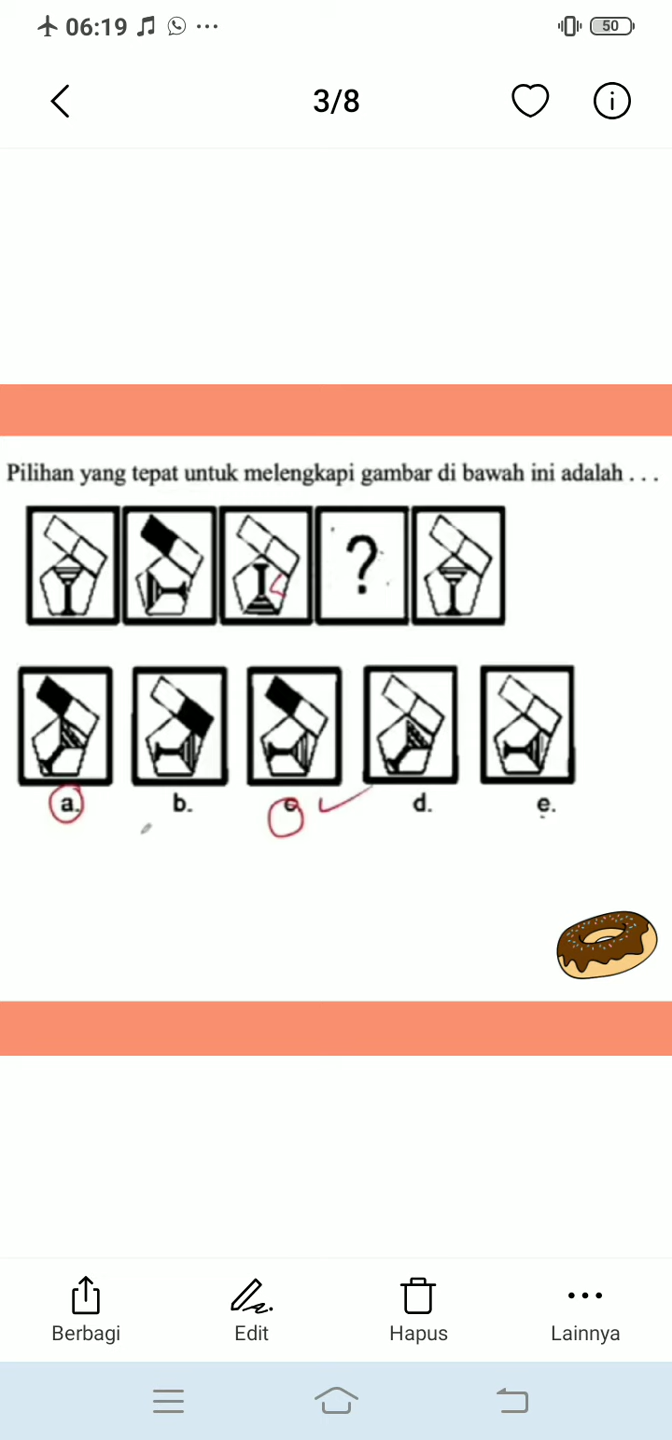 06:19
50
3/8
Pilihan yang tepat untuk melengkapi gambar di bawah ini adalah . . .
?
a. b. c. d. e.
Berbagi Edit Hapus Lainnya